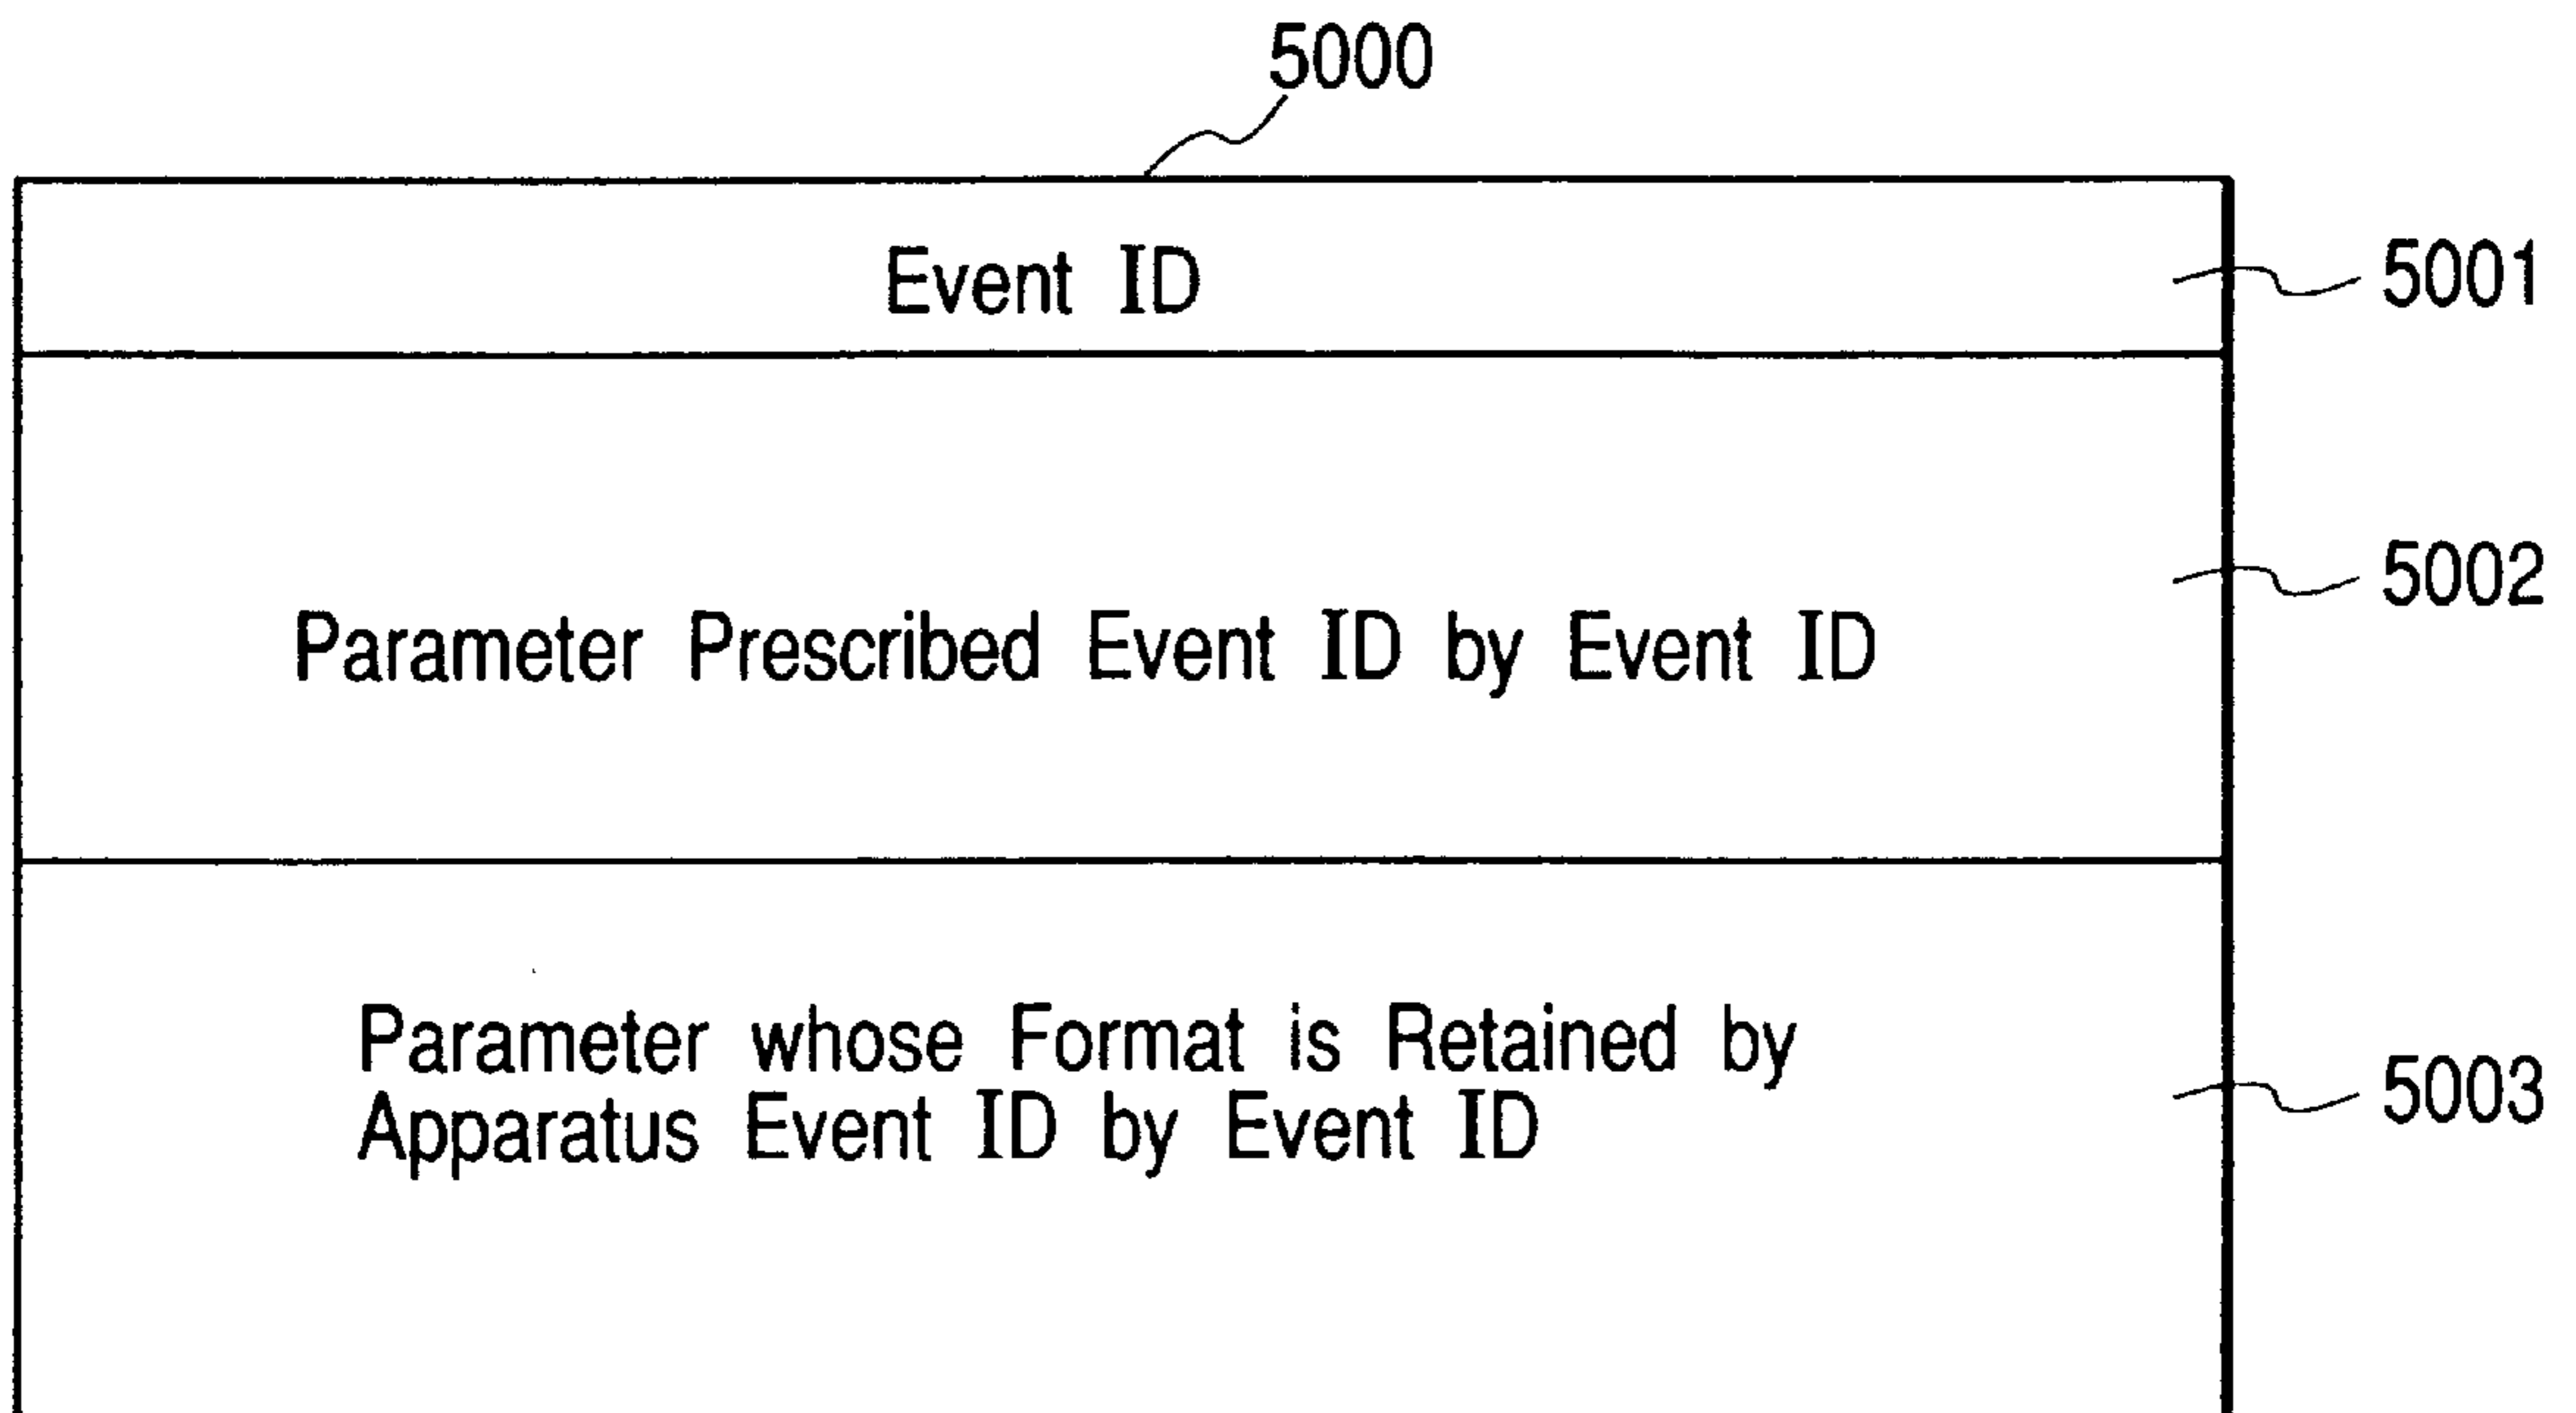 5000
Event ID
5001
5002
Parameter Prescribed Event ID by Event ID
Parameter whose Format is Retained by
Apparatus Event ID by Event ID
5003